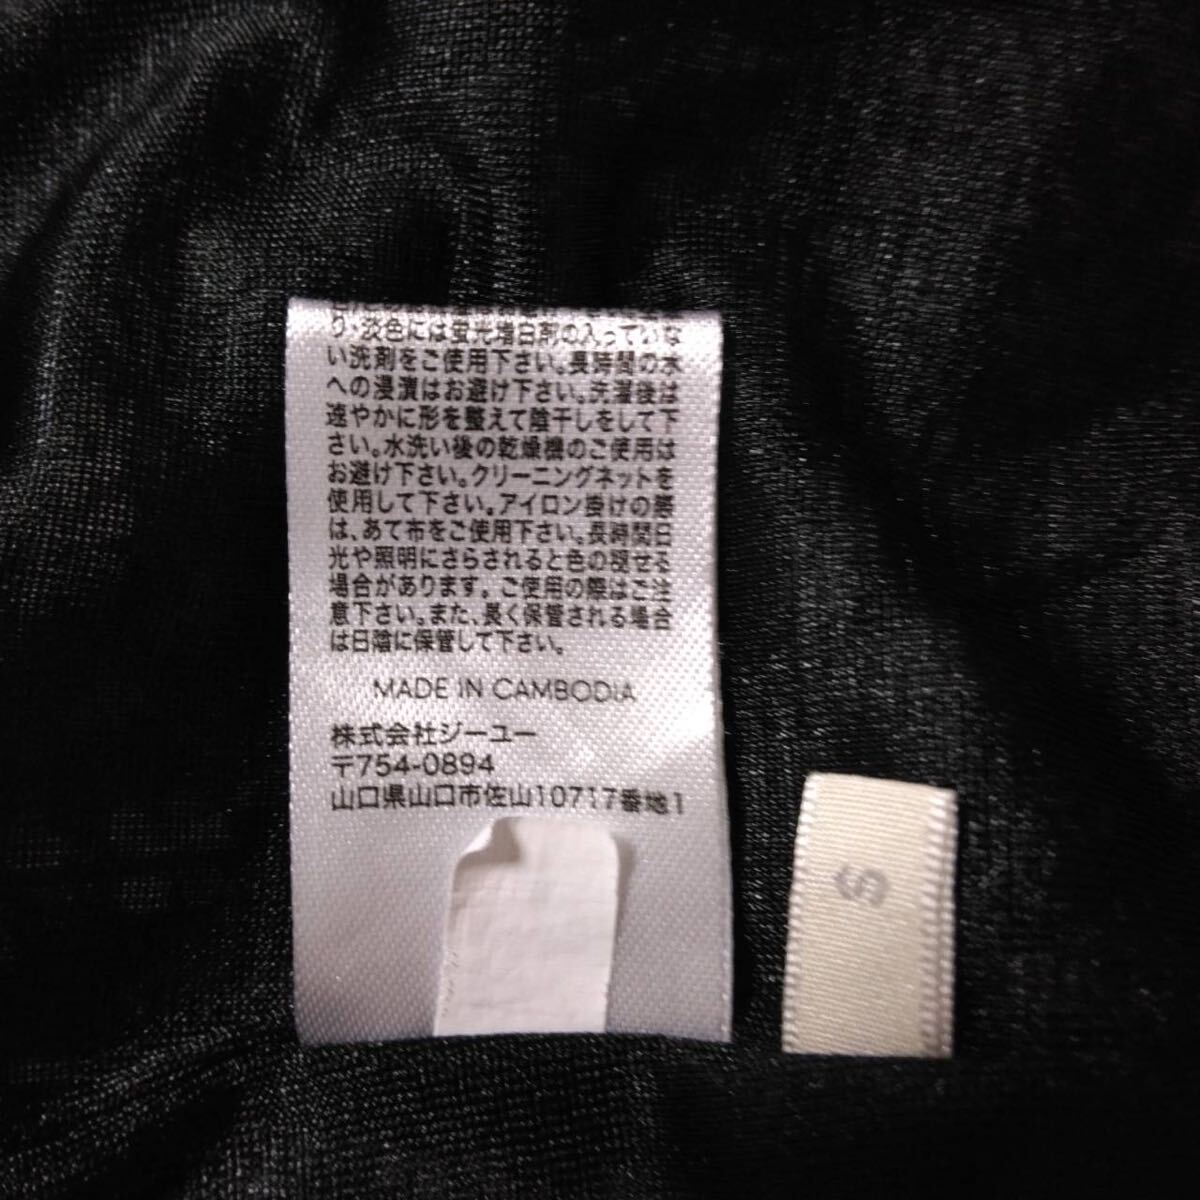 り・淡色には蛍光増白剤の入っていな
い洗剤をご使用下さい。長時間の水
への浸漬はお避け下さい。洗濯後は
速やかに形を整えて陰干しをして下
さい。水洗い後の乾燥機のご使用は
お避け下さい。クリーニングネットを
使用して下さい。アイロン掛けの際
は、あて布をご使用下さい。長時間日
光や照明にさらされると色の褪せる
場合があります。ご使用の際はご注
意下さい。また、長く保管される場合
は日陰に保管して下さい。
MADE IN CAMBODIA
株式会社ジーユー
〒754-0894
山口県山口市佐山10717番地1
S